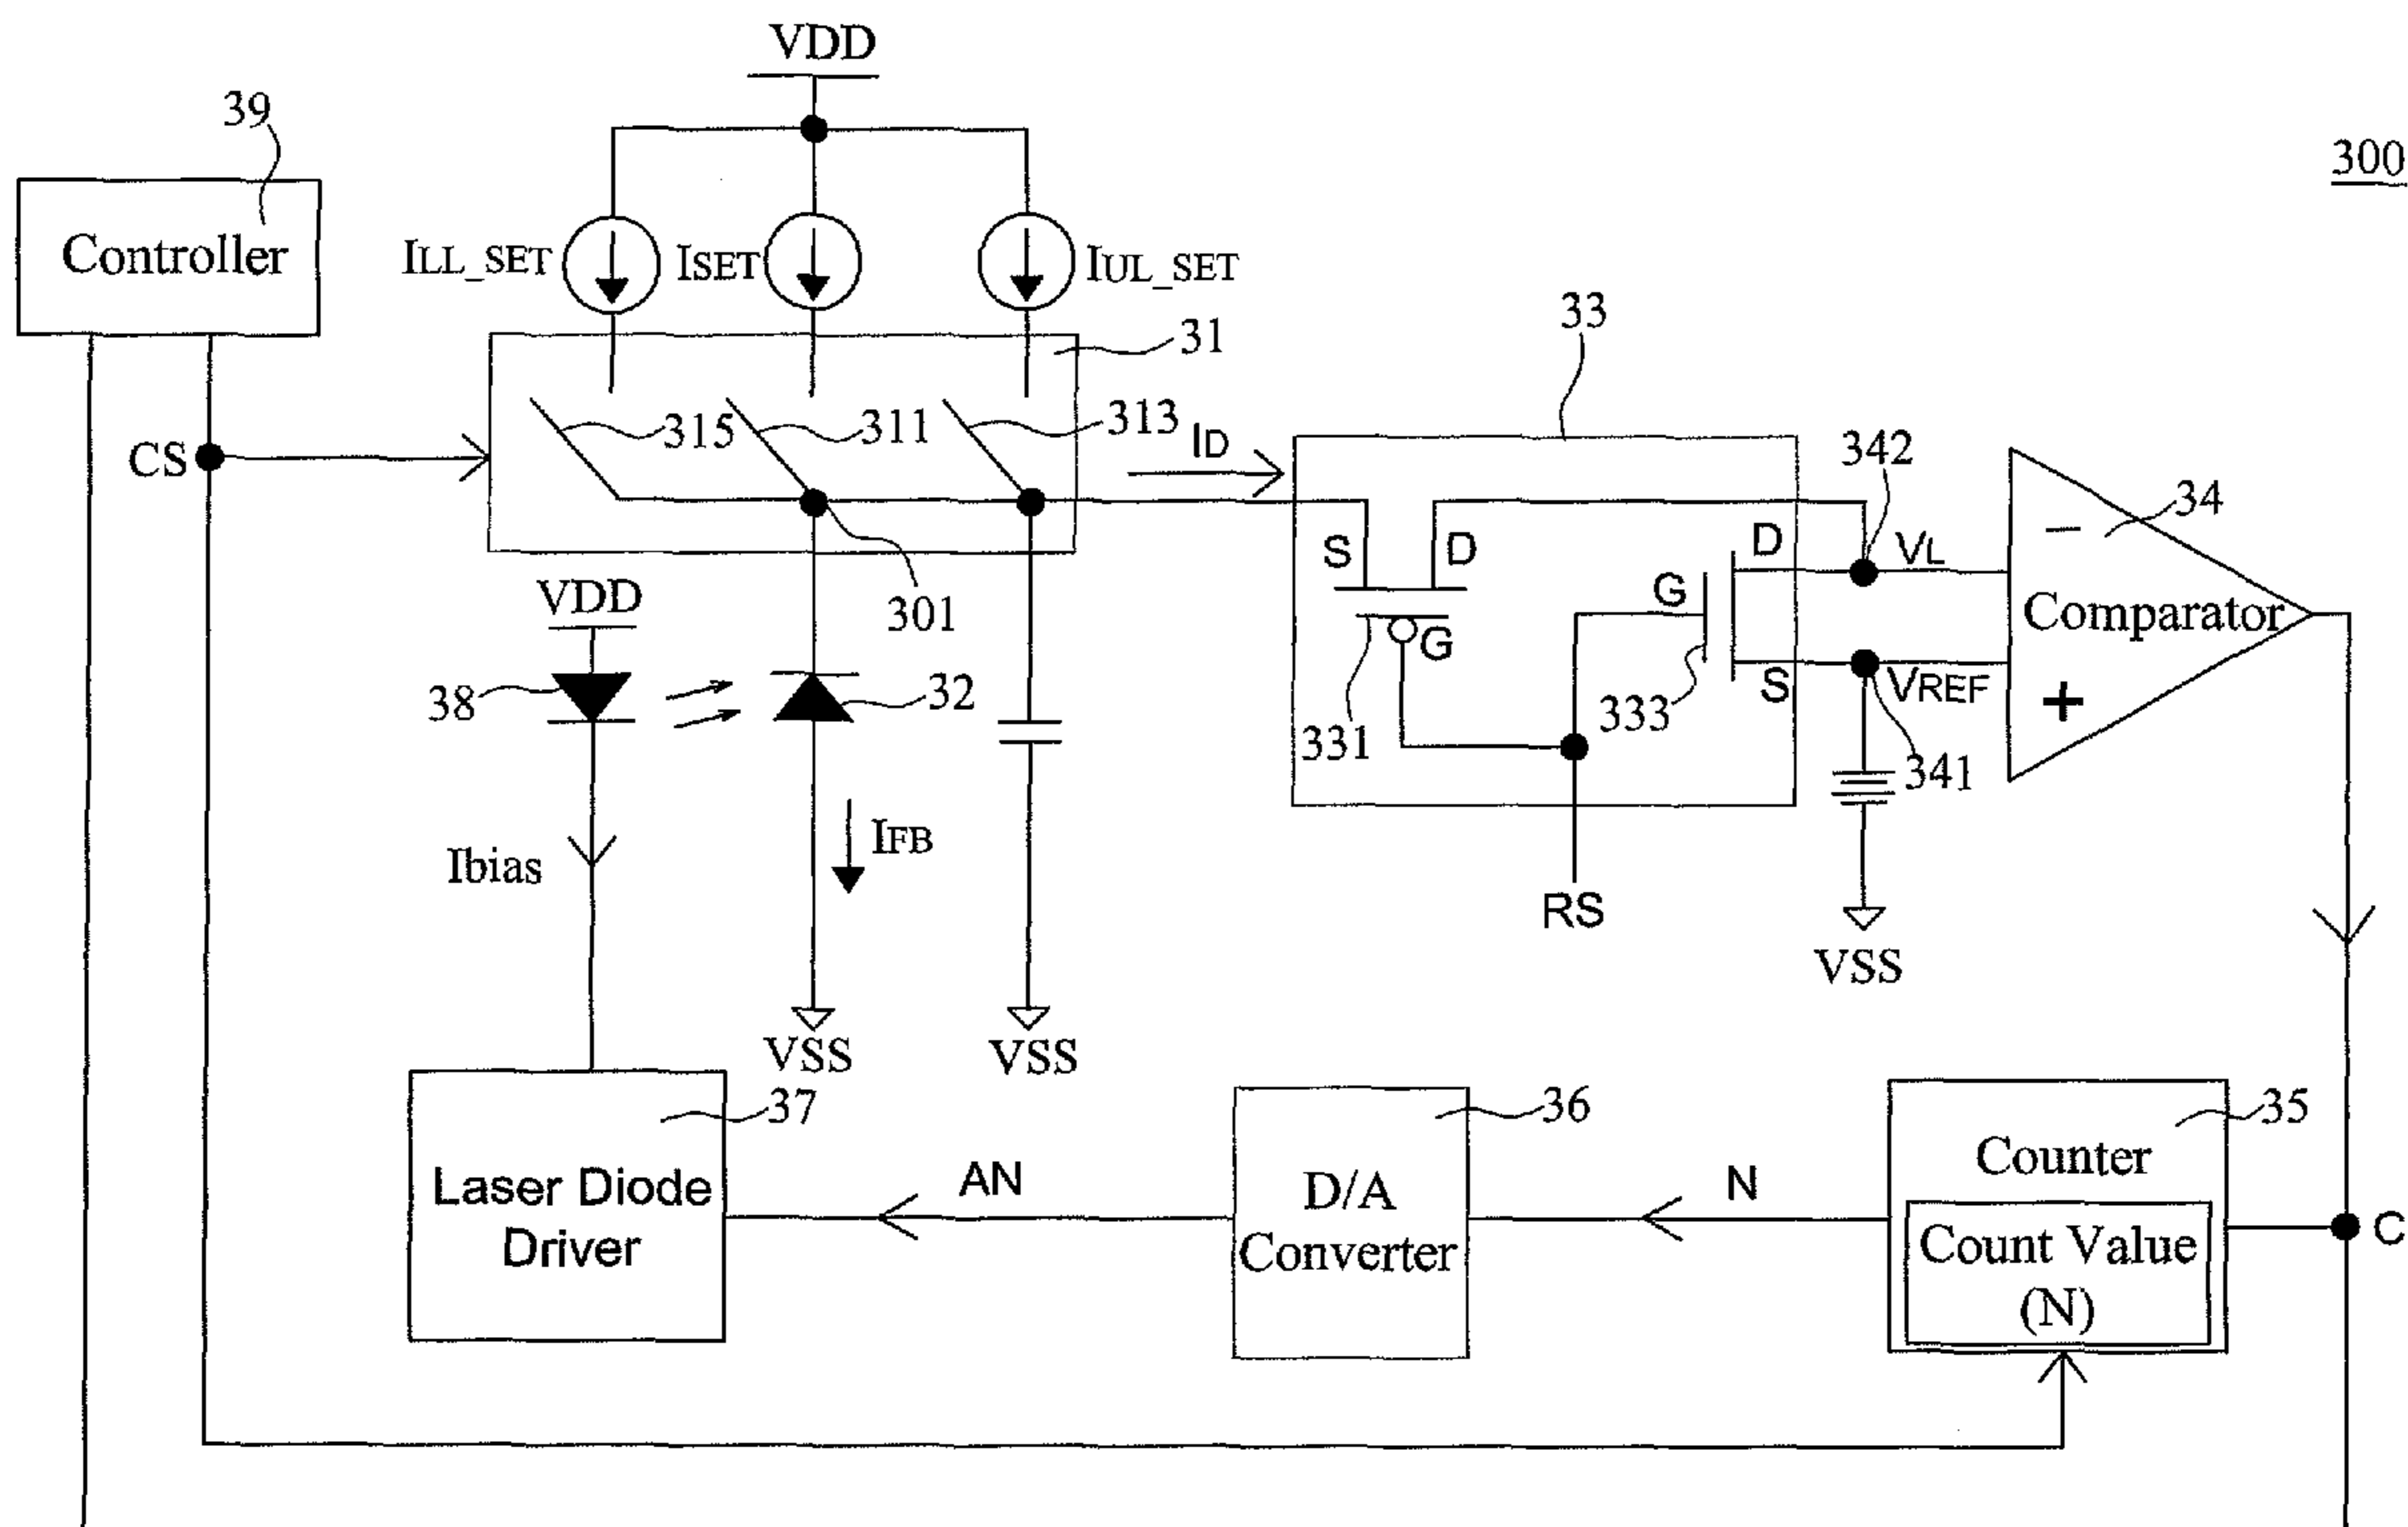 VDD
39
300
Controller
ILL_SET
ISET
IUL_SET
31
33
315
311
313
ID
342
34
CS
S
D
D
VL
−
301
G
G
Comparator
VDD
38
32
331
333
S
VREF
+
341
Ibias
IFB
RS
VSS
VSS
VSS
37
36
35
Laser Diode
Driver
AN
D/A
Converter
N
Counter
Count Value
(N)
C